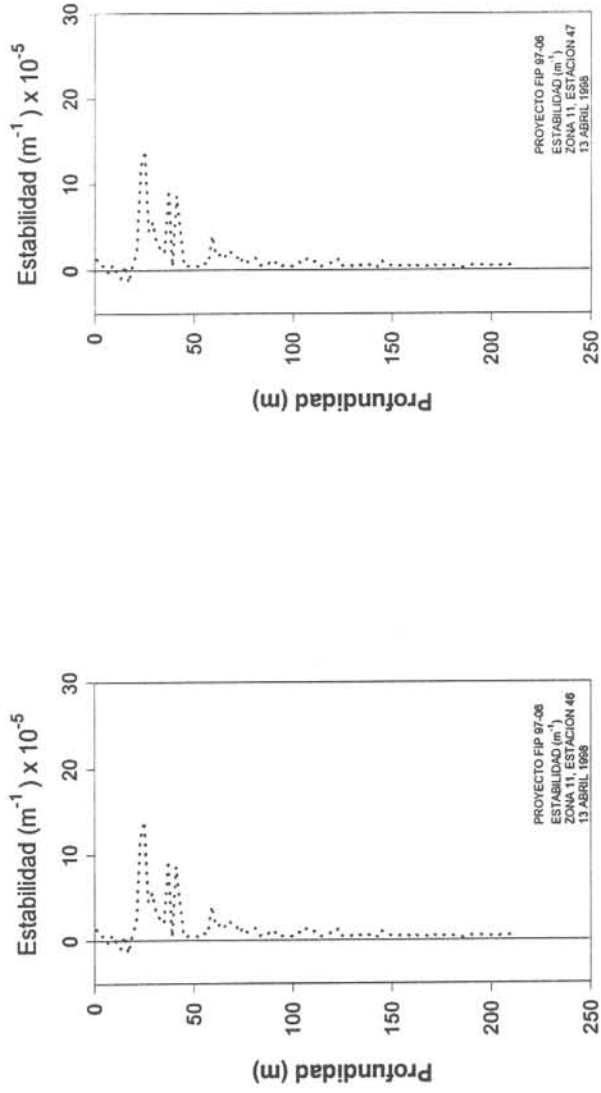 Estabilidad (m⁻¹) x 10⁻⁵
0
10
20
30
Profundidad (m)
0
50
100
150
200
250
PROYECTO FIP 97-06
ESTABILIDAD (m⁻¹)
ZONA 11, ESTACION 46
13 ABRIL 1998
Estabilidad (m⁻¹) x 10⁻⁵
0
10
20
30
Profundidad (m)
0
50
100
150
200
250
PROYECTO FIP 97-06
ESTABILIDAD (m⁻¹)
ZONA 11, ESTACION 47
13 ABRIL 1998